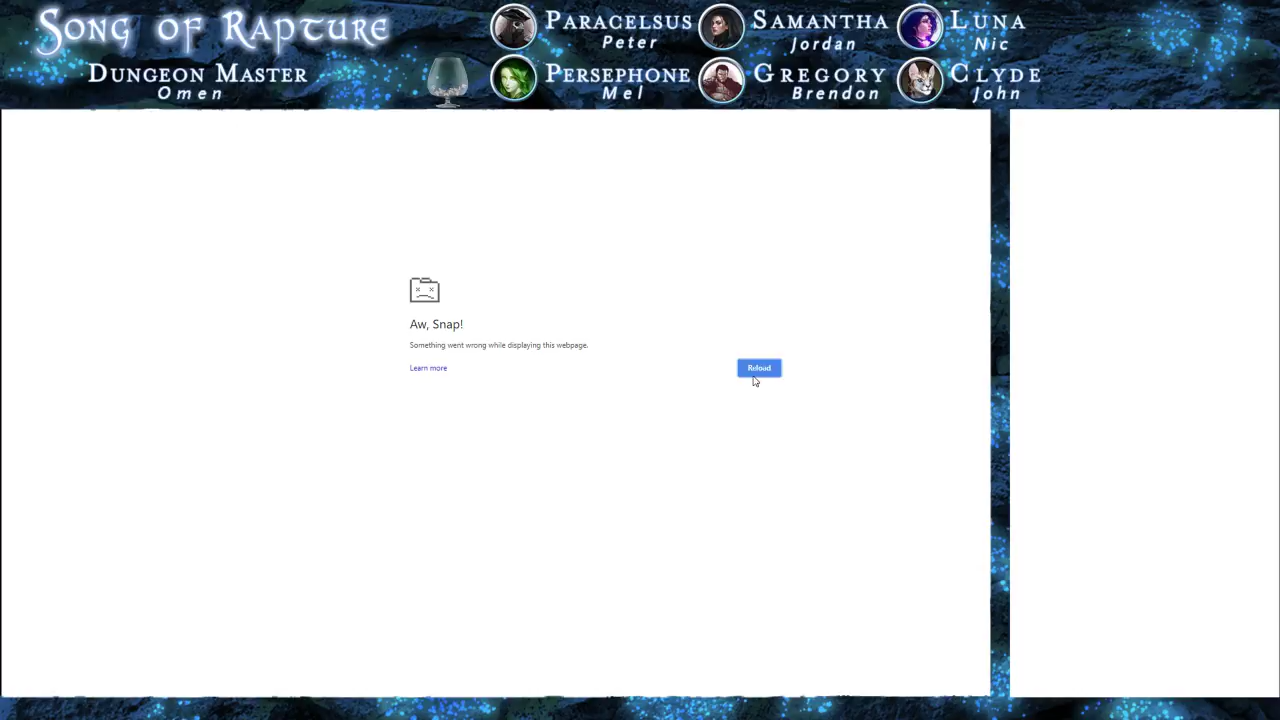 Song of Rapture
Dungeon Master
Omen
Paracelsus
Peter
Samantha
Jordan
Luna
Nic
Persephone
Mel
Gregory
Brendon
Clyde
John
Aw, Snap!
Something went wrong while displaying this webpage.
Learn more
Reload